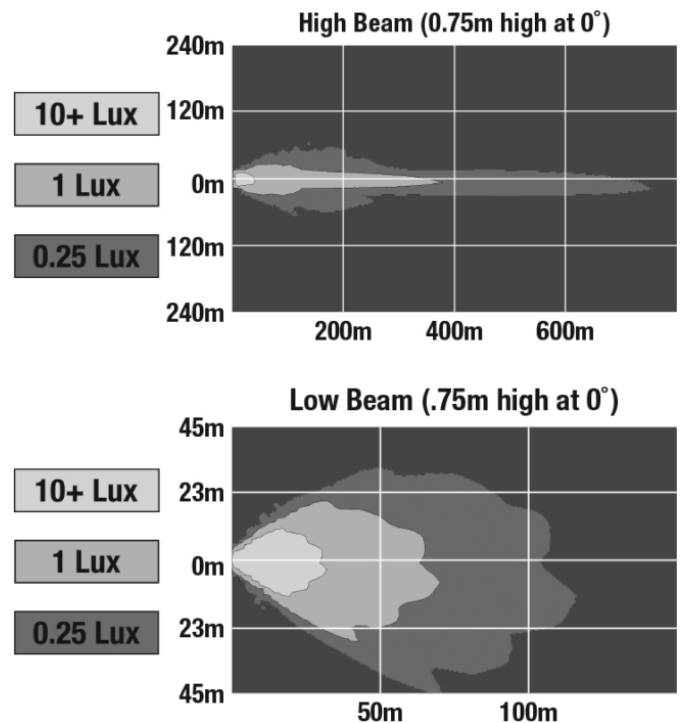 High Beam (0.75m high at 0˚)
240m
10+ Lux
120m
1 Lux
0m
0.25 Lux
120m
240m
200m
400m
600m
Low Beam (.75m high at 0˚)
45m
10+ Lux
23m
1 Lux
0m
0.25 Lux
23m
45m
50m
100m